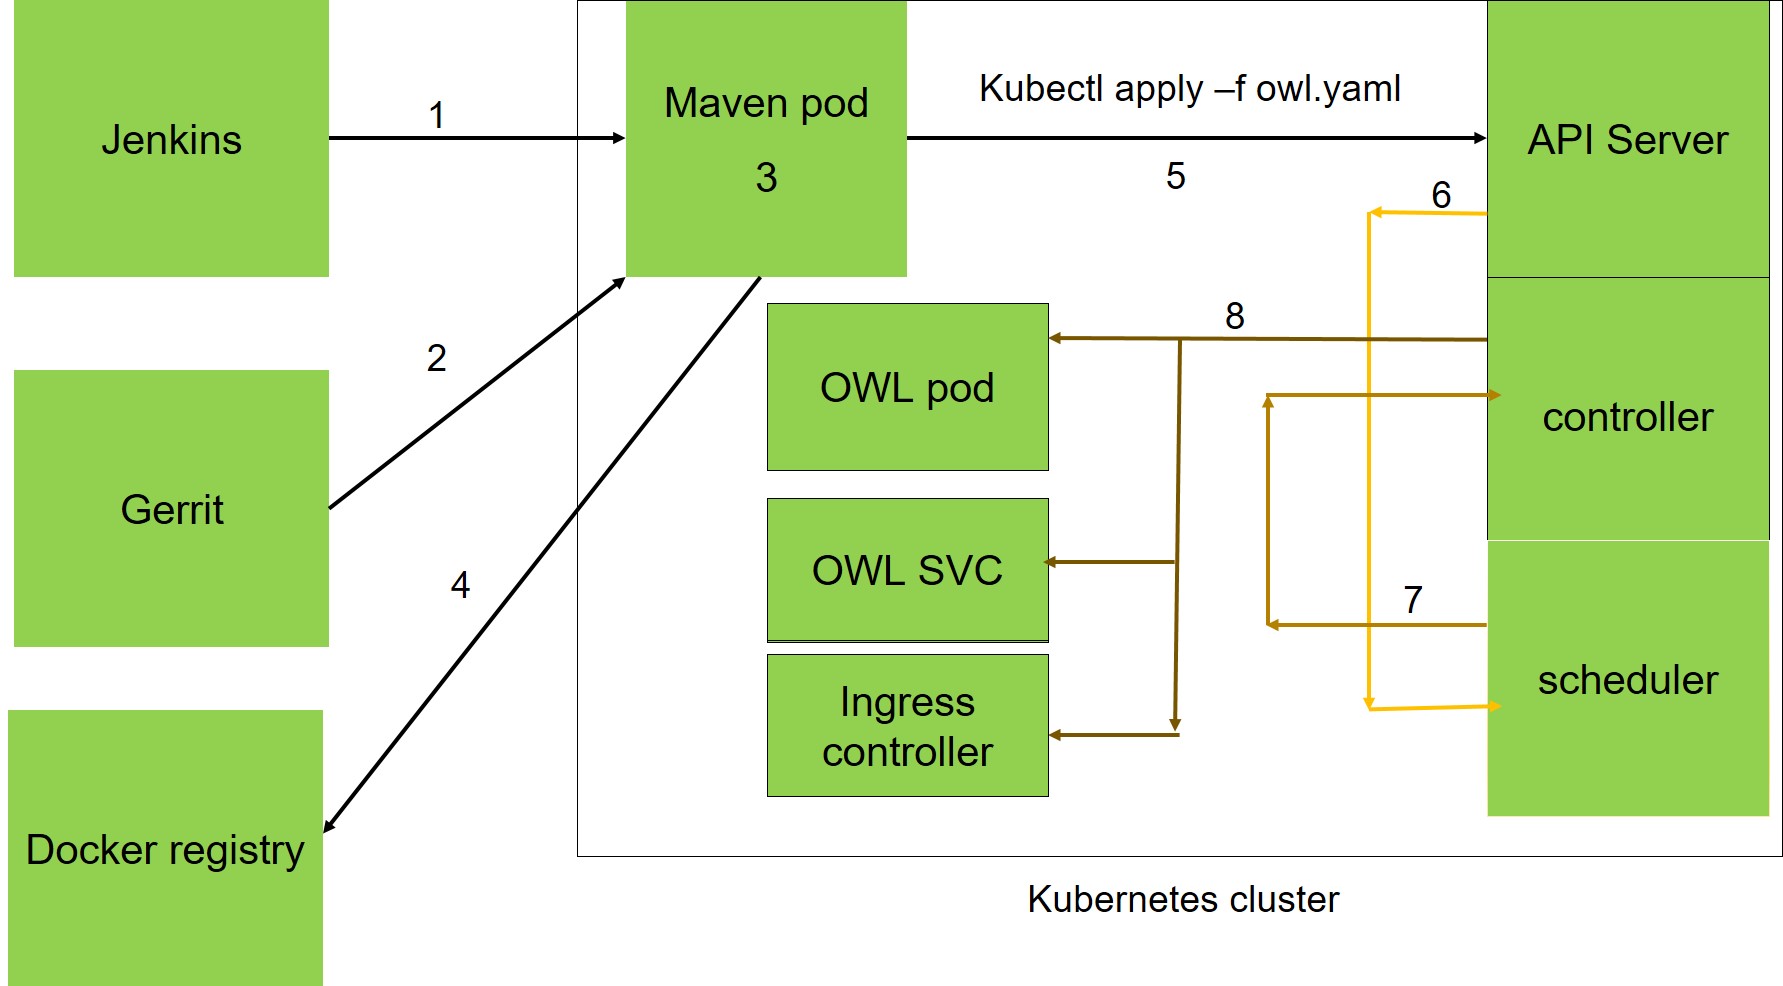 Jenkins
1
Maven pod
3
Kubectl apply –f owl.yaml
5
API Server
6
2
Gerrit
4
Docker registry
8
OWL pod
controller
OWL SVC
7
Ingress
controller
scheduler
Kubernetes cluster